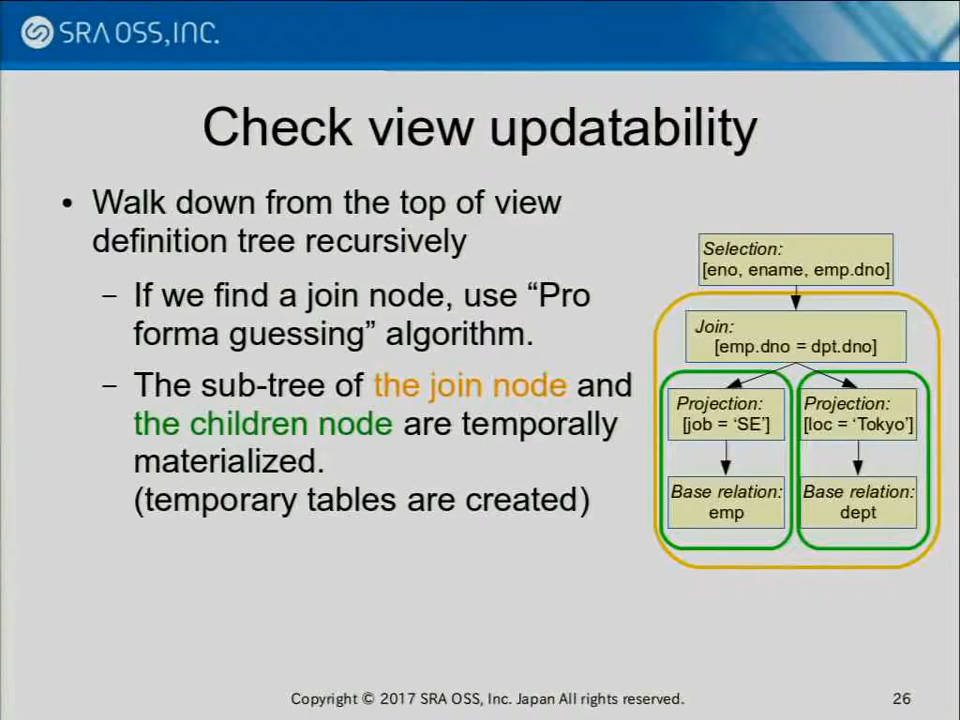 SRA OSS, INC.
Check view updatability
• Walk down from the top of view
definition tree recursively
– If we find a join node, use “Pro
forma guessing” algorithm.
– The sub-tree of the join node and
the children node are temporally
materialized.
(temporary tables are created)
Selection:
[eno, ename, emp.dno]
Join:
[emp.dno = dpt.dno]
Projection:
[job = ‘SE’]
Projection:
[loc = ‘Tokyo’]
Base relation:
emp
Base relation:
dept
Copyright © 2017 SRA OSS, Inc. Japan All rights reserved.
26